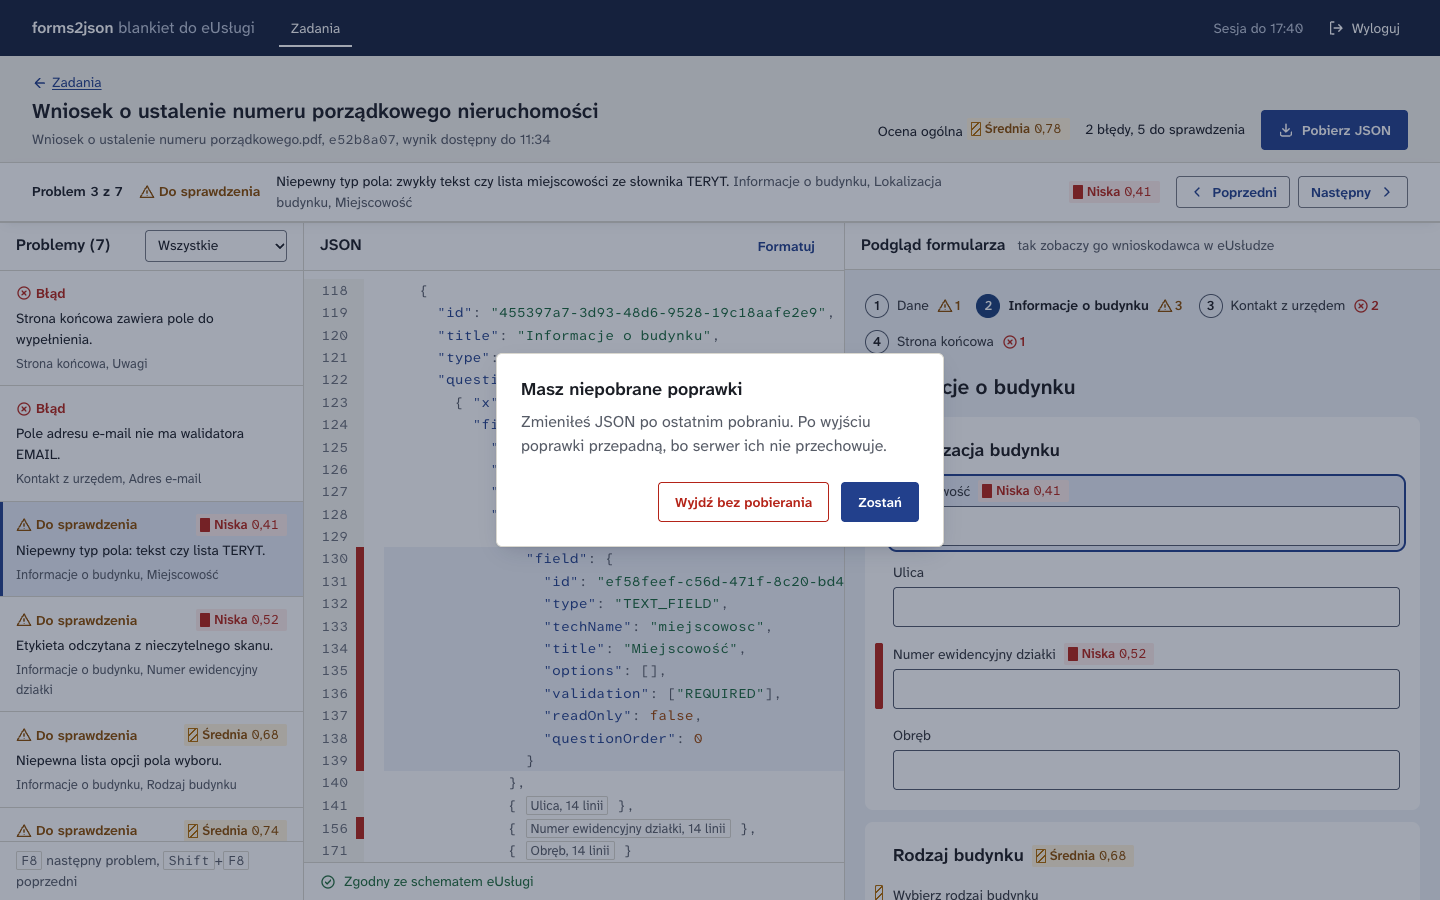 forms2json blankiet do eUsługi
Zadania
Sesja do 17:40
Wyloguj
Zadania
Wniosek o ustalenie numeru porządkowego nieruchomości
Wniosek o ustalenie numeru porządkowego.pdf, e52b8a07, wynik dostępny do 11:34
Ocena ogólna
Średnia 0,78
2 błędy, 5 do sprawdzenia
Pobierz JSON
Problem 3 z 7
Do sprawdzenia
Niepewny typ pola: zwykły tekst czy lista miejscowości ze słownika TERYT. Informacje o budynku, Lokalizacja
budynku, Miejscowość
Niska 0,41
Poprzedni
Następny
Problemy (7)
Wszystkie
Błąd
Strona końcowa zawiera pole do
wypełnienia.
Strona końcowa, Uwagi
Błąd
Pole adresu e-mail nie ma walidatora
EMAIL.
Kontakt z urzędem, Adres e-mail
Do sprawdzenia
Niska 0,41
Niepewny typ pola: tekst czy lista TERYT.
Informacje o budynku, Miejscowość
Do sprawdzenia
Niska 0,52
Etykieta odczytana z nieczytelnego skanu.
Informacje o budynku, Numer ewidencyjny
działki
Do sprawdzenia
Średnia 0,68
Niepewna lista opcji pola wyboru.
Informacje o budynku, Rodzaj budynku
Do sprawdzenia
Średnia 0,74
F8 następny problem, Shift+F8
poprzedni
JSON
Formatuj
118 {
119 "id": "455397a7-3d93-48d6-9528-19c18aafe2e9",
120 "title": "Informacje o budynku",
121 "type":
122 "questi
123 { "x"
124 "fi
125 "
126 "
127 "
128 "
129
130 "field": {
131 "id": "ef58feef-c56d-471f-8c20-bd4
132 "type": "TEXT_FIELD",
133 "techName": "miejscowosc",
134 "title": "Miejscowość",
135 "options": [],
136 "validation": ["REQUIRED"],
137 "readOnly": false,
138 "questionOrder": 0
139 }
140 },
141 { Ulica, 14 linii },
156 { Numer ewidencyjny działki, 14 linii },
171 { Obręb, 14 linii }
Zgodny ze schematem eUsługi
Masz niepobrane poprawki
Zmieniłeś JSON po ostatnim pobraniu. Po wyjściu
poprawki przepadną, bo serwer ich nie przechowuje.
Wyjdź bez pobierania
Zostań
Podgląd formularza
tak zobaczy go wnioskodawca w eUsłudze
1 Dane 1
2 Informacje o budynku 3
3 Kontakt z urzędem 2
4 Strona końcowa 1
cje o budynku
zacja budynku
wość
Niska 0,41
Ulica
Numer ewidencyjny działki
Niska 0,52
Obręb
Rodzaj budynku
Średnia 0,68
Wybierz rodzaj budynku